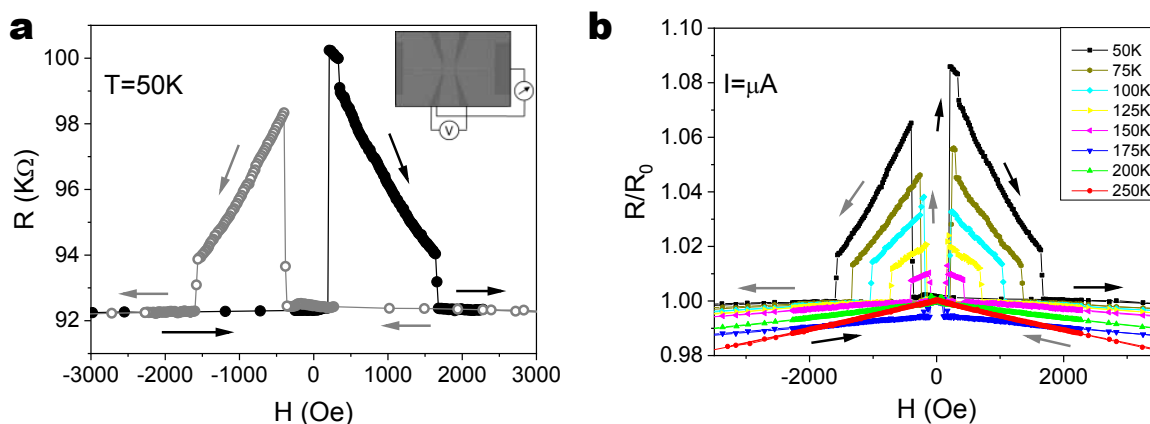 a
T=50K
V
R (KΩ)
100
98
96
94
92
-3000 -2000 -1000 0 1000 2000 3000
H (Oe)
b
I=μA
50K
75K
100K
125K
150K
175K
200K
250K
R/R0
1.10
1.08
1.06
1.04
1.02
1.00
0.98
-2000 0 2000
H (Oe)